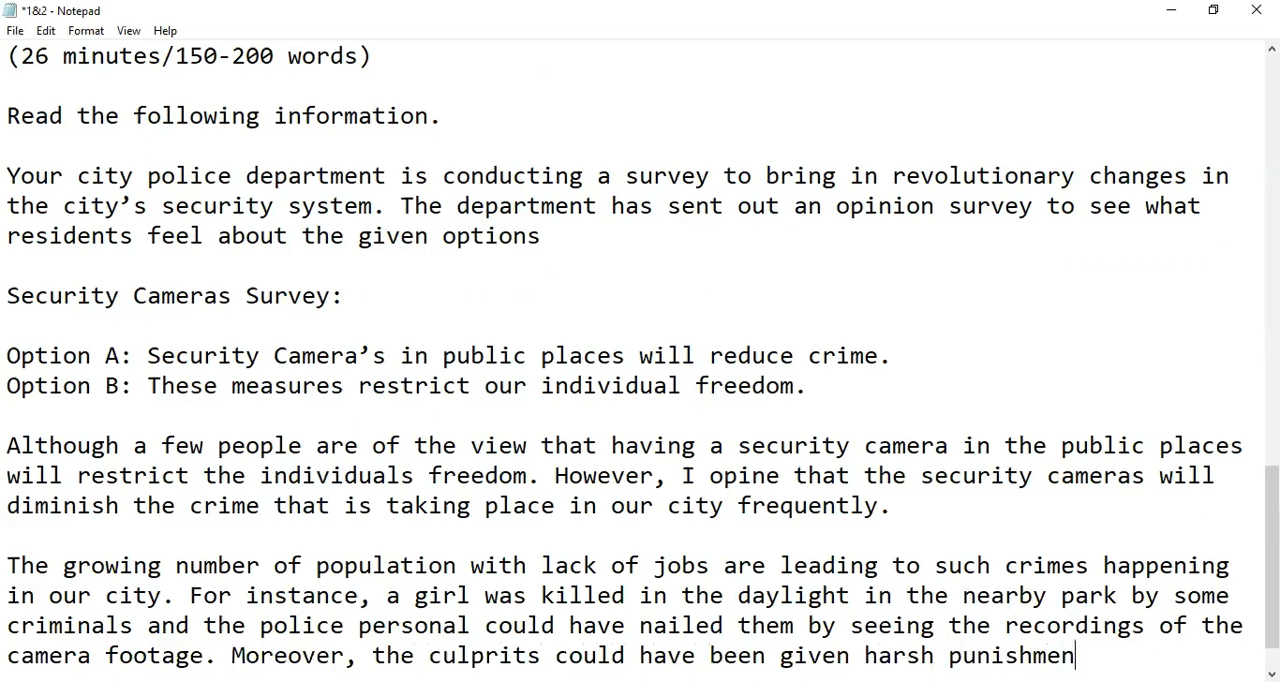 *1&2 - Notepad
File Edit Format View Help
(26 minutes/150-200 words)
Read the following information.
Your city police department is conducting a survey to bring in revolutionary changes in
the city’s security system. The department has sent out an opinion survey to see what
residents feel about the given options
Security Cameras Survey:
Option A: Security Camera’s in public places will reduce crime.
Option B: These measures restrict our individual freedom.
Although a few people are of the view that having a security camera in the public places
will restrict the individuals freedom. However, I opine that the security cameras will
diminish the crime that is taking place in our city frequently.
The growing number of population with lack of jobs are leading to such crimes happening
in our city. For instance, a girl was killed in the daylight in the nearby park by some
criminals and the police personal could have nailed them by seeing the recordings of the
camera footage. Moreover, the culprits could have been given harsh punishmen